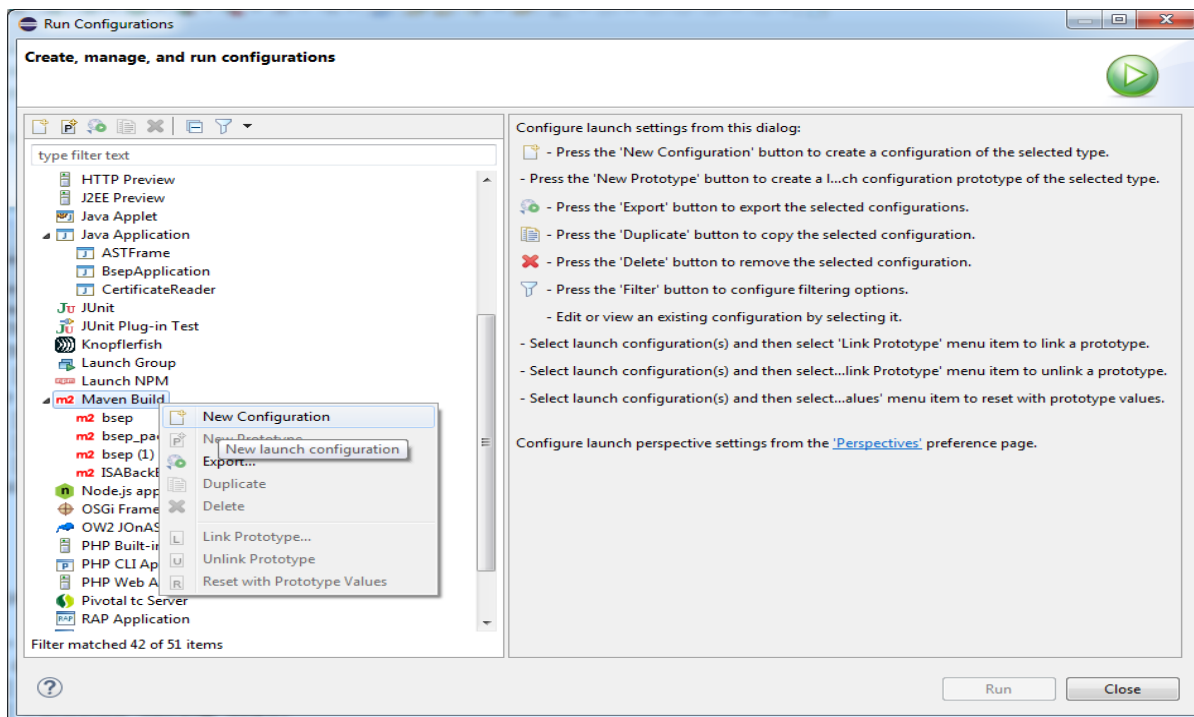 Run Configurations
Create, manage, and run configurations
type filter text
HTTP Preview
J2EE Preview
Java Applet
Java Application
ASTFrame
BsepApplication
CertificateReader
JUnit
JUnit Plug-in Test
Knopflerfish
Launch Group
Launch NPM
m2 Maven Build
m2 bsep
m2 bsep_pa
m2 bsep (1)
m2 ISABackE
Node.js app
OSGi Frame
OW2 JOnAS
PHP Built-i
PHP CLI Ap
PHP Web A
Pivotal tc Server
RAP Application
Filter matched 42 of 51 items
New Configuration
New Prototype
New launch configuration
Export...
Duplicate
Delete
Link Prototype...
Unlink Prototype
Reset with Prototype Values
Configure launch settings from this dialog:
- Press the 'New Configuration' button to create a configuration of the selected type.
- Press the 'New Prototype' button to create a l...ch configuration prototype of the selected type.
- Press the 'Export' button to export the selected configurations.
- Press the 'Duplicate' button to copy the selected configuration.
- Press the 'Delete' button to remove the selected configuration.
- Press the 'Filter' button to configure filtering options.
- Edit or view an existing configuration by selecting it.
- Select launch configuration(s) and then select 'Link Prototype' menu item to link a prototype.
- Select launch configuration(s) and then select...link Prototype' menu item to unlink a prototype.
- Select launch configuration(s) and then select...alues' menu item to reset with prototype values.
Configure launch perspective settings from the 'Perspectives' preference page.
Run
Close